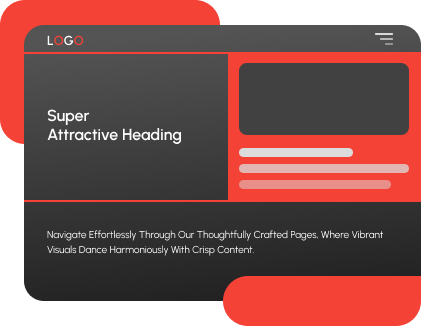 LOGO
Super
Attractive Heading
Navigate Effortlessly Through Our Thoughtfully Crafted Pages, Where Vibrant
Visuals Dance Harmoniously With Crisp Content.